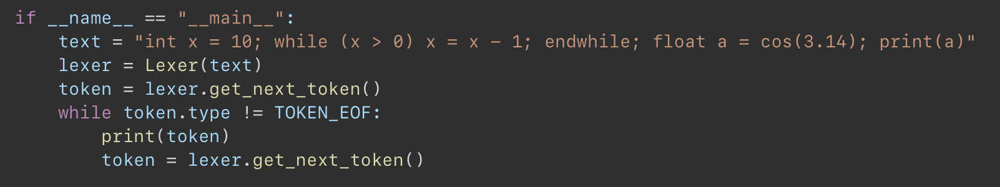 if __name__ == "__main__":
    text = "int x = 10; while (x > 0) x = x - 1; endwhile; float a = cos(3.14); print(a)"
    lexer = Lexer(text)
    token = lexer.get_next_token()
    while token.type != TOKEN_EOF:
        print(token)
        token = lexer.get_next_token()